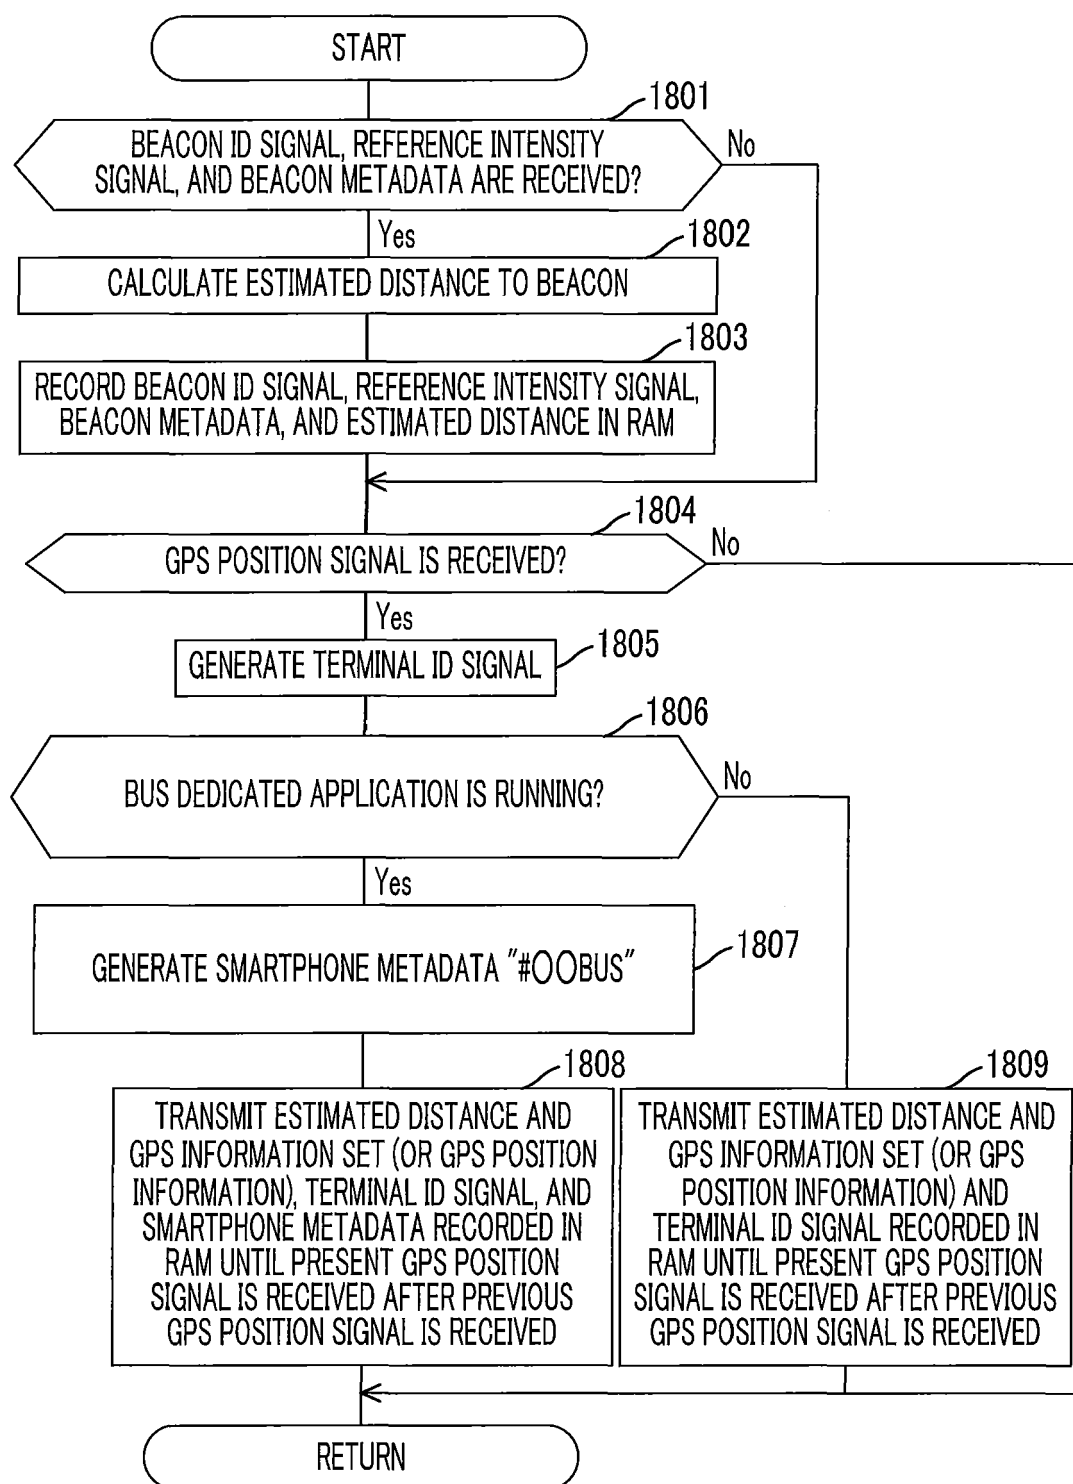 START
1801
BEACON ID SIGNAL, REFERENCE INTENSITY
SIGNAL, AND BEACON METADATA ARE RECEIVED?
No
Yes
1802
CALCULATE ESTIMATED DISTANCE TO BEACON
1803
RECORD BEACON ID SIGNAL, REFERENCE INTENSITY SIGNAL,
BEACON METADATA, AND ESTIMATED DISTANCE IN RAM
1804
GPS POSITION SIGNAL IS RECEIVED?
No
Yes
1805
GENERATE TERMINAL ID SIGNAL
1806
BUS DEDICATED APPLICATION IS RUNNING?
No
Yes
1807
GENERATE SMARTPHONE METADATA "#○○BUS"
1808
TRANSMIT ESTIMATED DISTANCE AND
GPS INFORMATION SET (OR GPS POSITION
INFORMATION), TERMINAL ID SIGNAL, AND
SMARTPHONE METADATA RECORDED IN
RAM UNTIL PRESENT GPS POSITION
SIGNAL IS RECEIVED AFTER PREVIOUS
GPS POSITION SIGNAL IS RECEIVED
1809
TRANSMIT ESTIMATED DISTANCE AND
GPS INFORMATION SET (OR GPS
POSITION INFORMATION) AND
TERMINAL ID SIGNAL RECORDED IN
RAM UNTIL PRESENT GPS POSITION
SIGNAL IS RECEIVED AFTER PREVIOUS
GPS POSITION SIGNAL IS RECEIVED
RETURN